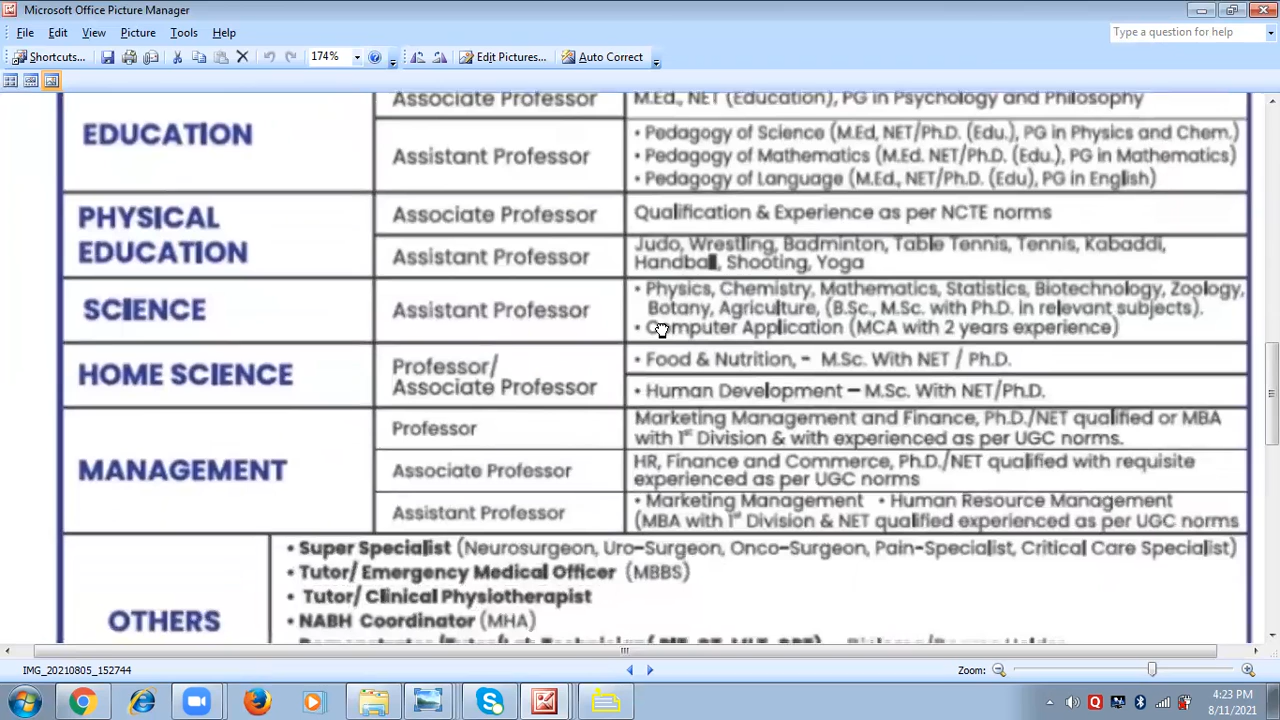 Microsoft Office Picture Manager
File Edit View Picture Tools Help
Type a question for help
Shortcuts...
174%
Edit Pictures...
Auto Correct
EDUCATION
Associate Professor
M.Ed., NET (Education), PG in Psychology and Philosophy
Assistant Professor
• Pedagogy of Science (M.Ed, NET/Ph.D. (Edu.), PG in Physics and Chem.)
• Pedagogy of Mathematics (M.Ed. NET/Ph.D. (Edu.), PG in Mathematics)
• Pedagogy of Language (M.Ed., NET/Ph.D. (Edu), PG in English)
PHYSICAL
EDUCATION
Associate Professor
Qualification & Experience as per NCTE norms
Assistant Professor
Judo, Wrestling, Badminton, Table Tennis, Tennis, Kabaddi,
Handball, Shooting, Yoga
SCIENCE
Assistant Professor
• Physics, Chemistry, Mathematics, Statistics, Biotechnology, Zoology,
Botany, Agriculture, (B.Sc., M.Sc. with Ph.D. in relevant subjects).
• Computer Application (MCA with 2 years experience)
HOME SCIENCE
Professor/
Associate Professor
• Food & Nutrition, - M.Sc. With NET / Ph.D.
• Human Development – M.Sc. With NET/Ph.D.
MANAGEMENT
Professor
Marketing Management and Finance, Ph.D./NET qualified or MBA
with 1st Division & with experienced as per UGC norms.
Associate Professor
HR, Finance and Commerce, Ph.D./NET qualified with requisite
experienced as per UGC norms
Assistant Professor
• Marketing Management • Human Resource Management
(MBA with 1st Division & NET qualified experienced as per UGC norms
OTHERS
• Super Specialist (Neurosurgeon, Uro-Surgeon, Onco-Surgeon, Pain-Specialist, Critical Care Specialist)
• Tutor/ Emergency Medical Officer (MBBS)
• Tutor/ Clinical Physiotherapist
• NABH Coordinator (MHA)
IMG_20210805_152744
Zoom:
4:23 PM
8/11/2021